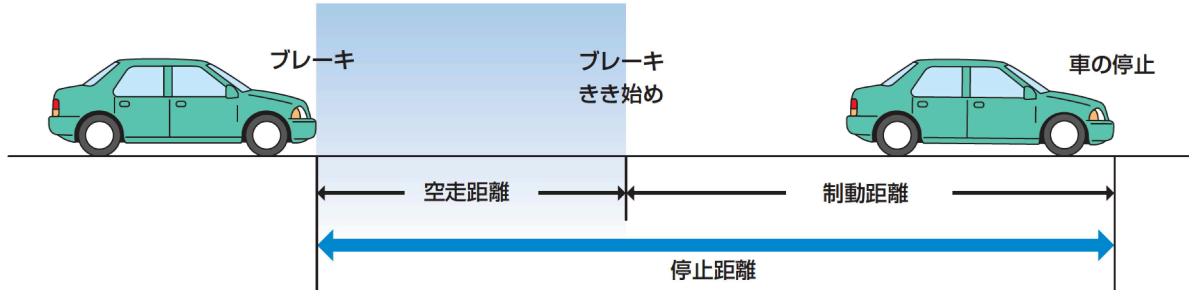 ブレーキ
ブレーキ
きき始め
車の停止
空走距離
制動距離
停止距離